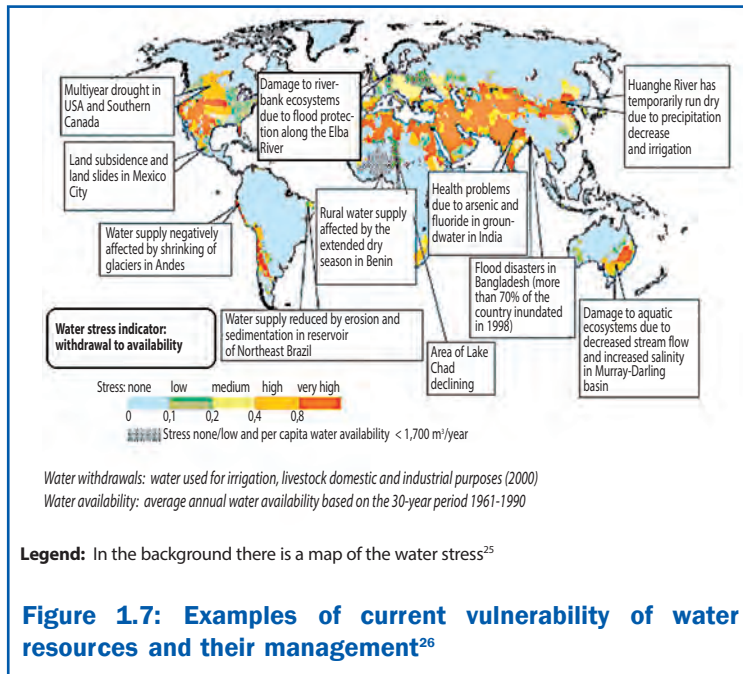 Multiyear drought in
USA and Southern
Canada
Damage to river-
bank ecosystems
due to flood protec-
tion along the Elba
River
Huanghe River has
temporarily run dry
due to precipitation
decrease
and irrigation
Land subsidence and
land slides in Mexico
City
Water supply negatively
affected by shrinking of
glaciers in Andes
Rural water supply
affected by the
extended dry
season in Benin
Health problems
due to arsenic and
fluoride in groun-
dwater in India
Flood disasters in
Bangladesh (more
than 70% of the
country inundated
in 1998)
Damage to aquatic
ecosystems due to
decreased stream flow
and increased salinity
in Murray-Darling
basin
Water stress indicator:
withdrawal to availability
Water supply reduced by erosion and
sedimentation in reservoir
of Northeast Brazil
Area of Lake
Chad
declining
Stress: none low medium high very high
0 0,1 0,2 0,4 0,8
Stress none/low and per capita water availability < 1,700 m³/year
Water withdrawals: water used for irrigation, livestock domestic and industrial purposes (2000)
Water availability: average annual water availability based on the 30-year period 1961-1990
Legend: In the background there is a map of the water stress²⁵
Figure 1.7: Examples of current vulnerability of water
resources and their management²⁶